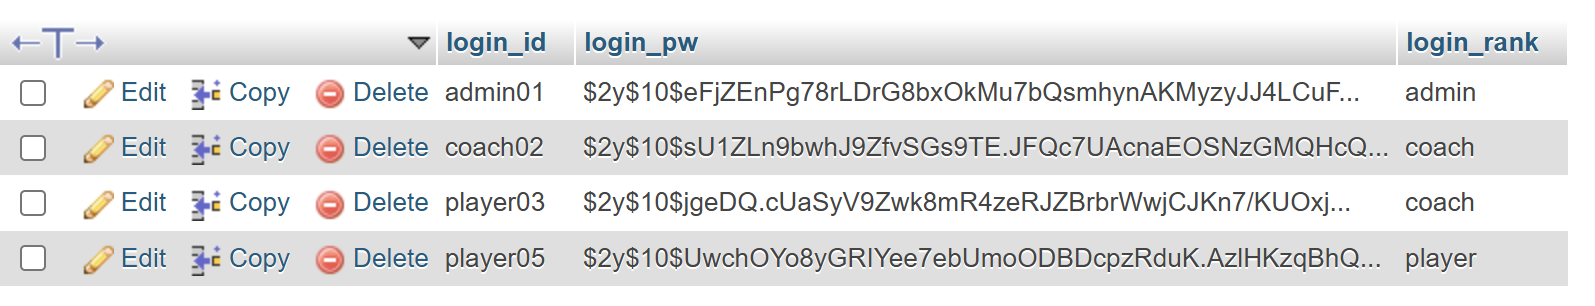 login_id login_pw login_rank
Edit Copy Delete admin01 $2y$10$eFjZEnPg78rLDrG8bxOkMu7bQsmhynAKMyzyJJ4LCuF... admin
Edit Copy Delete coach02 $2y$10$sU1ZLn9bwhJ9ZfvSGs9TE.JFQc7UAcnaEOSNzGMQHcQ... coach
Edit Copy Delete player03 $2y$10$jgeDQ.cUaSyV9Zwk8mR4zeRJZBrbrWwjCJKn7/KUOxj... coach
Edit Copy Delete player05 $2y$10$UwchOYo8yGRIYee7ebUmoODBDcpzRduK.AzlHKzqBhQ... player